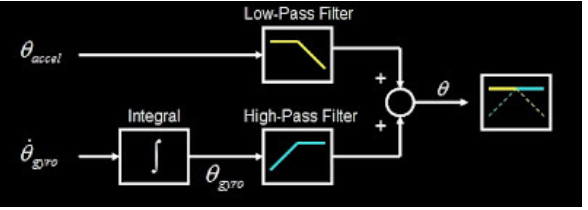 Low-Pass Filter
θaccel
+
θ
Integral
High-Pass Filter
+
θ̇gyro
∫
θgyro